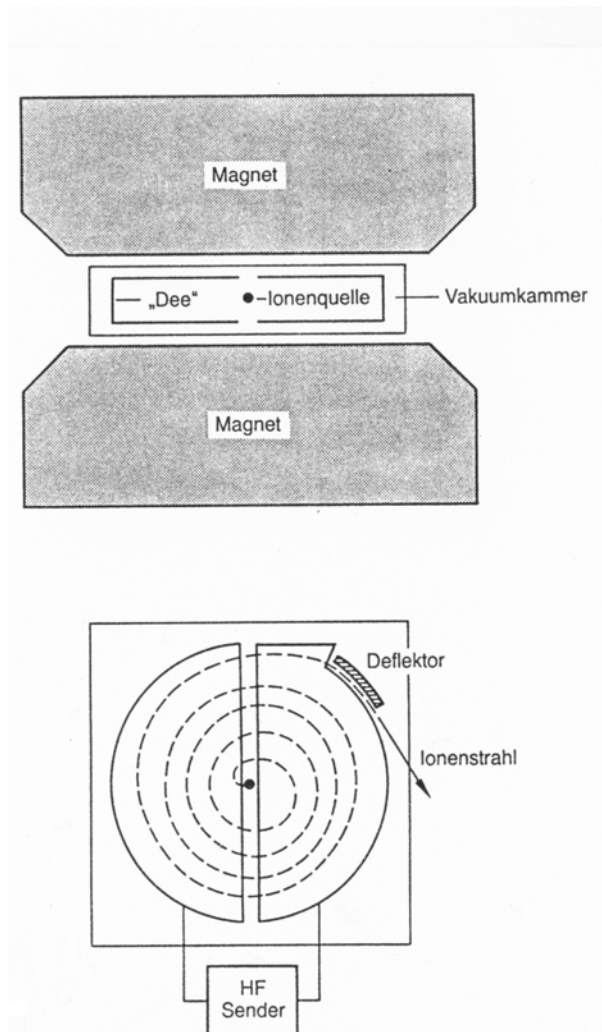 Magnet
„Dee“
Ionenquelle
Vakuumkammer
Magnet
Deflektor
Ionenstrahl
HF
Sender